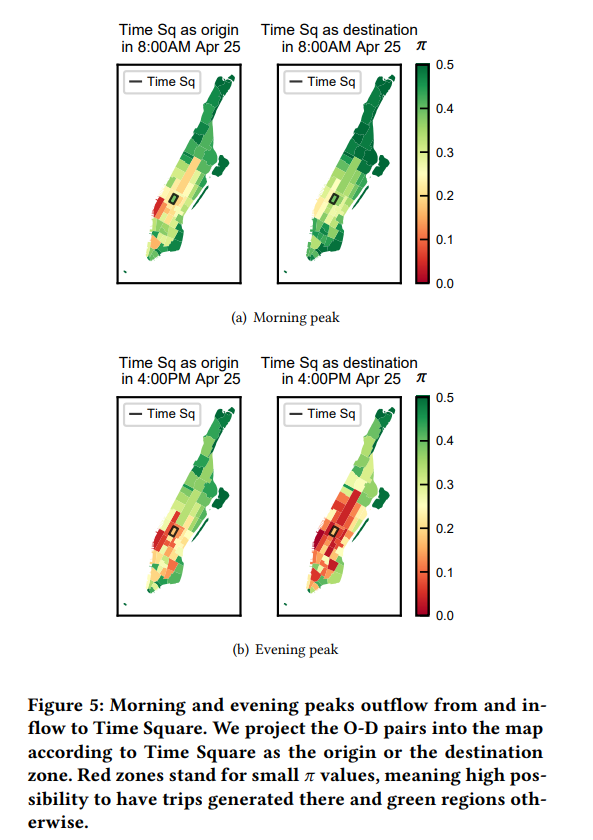 Time Sq as origin
in 8:00AM Apr 25
Time Sq as destination
in 8:00AM Apr 25
π
Time Sq
Time Sq
0.5
0.4
0.3
0.2
0.1
0.0
(a) Morning peak
Time Sq as origin
in 4:00PM Apr 25
Time Sq as destination
in 4:00PM Apr 25
π
Time Sq
Time Sq
0.5
0.4
0.3
0.2
0.1
0.0
(b) Evening peak
Figure 5: Morning and evening peaks outflow from and in-
flow to Time Square. We project the O-D pairs into the map
according to Time Square as the origin or the destination
zone. Red zones stand for small π values, meaning high pos-
sibility to have trips generated there and green regions oth-
erwise.